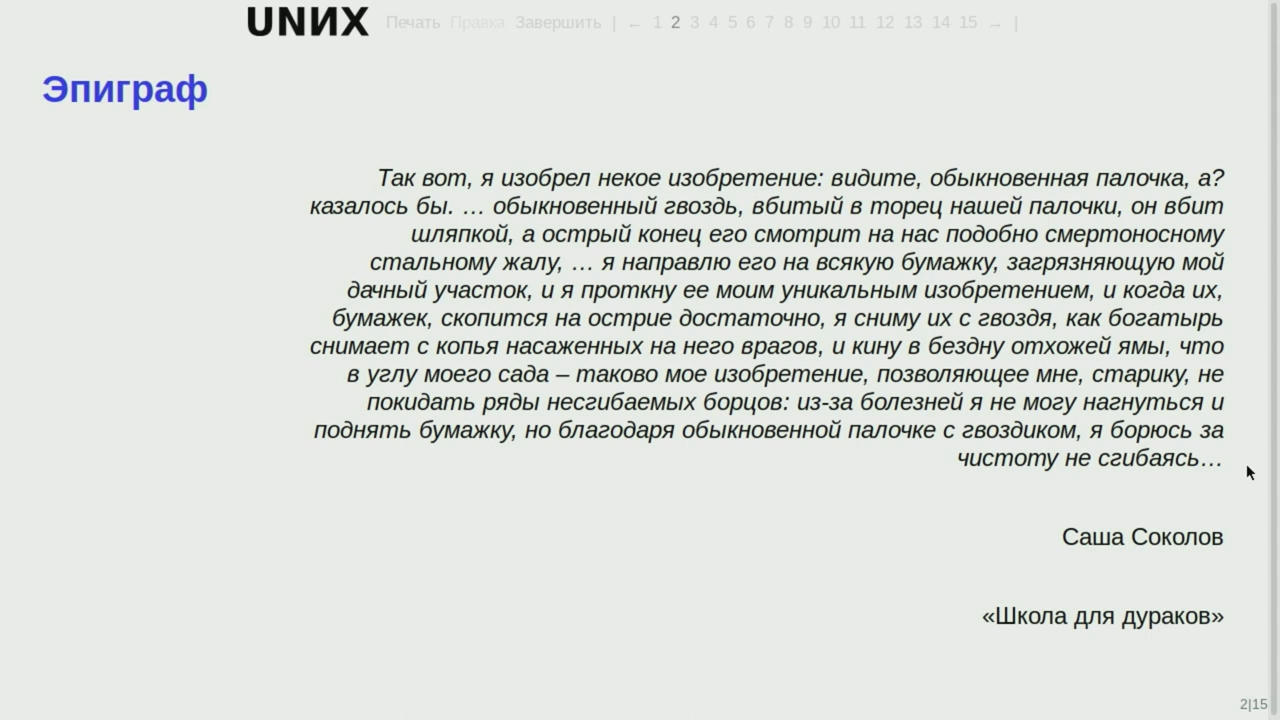 UNИX Печать Правка Завершить | ← 1 2 3 4 5 6 7 8 9 10 11 12 13 14 15 → |
Эпиграф
Так вот, я изобрел некое изобретение: видите, обыкновенная палочка, а?
казалось бы. … обыкновенный гвоздь, вбитый в торец нашей палочки, он вбит
шляпкой, а острый конец его смотрит на нас подобно смертоносному
стальному жалу, … я направлю его на всякую бумажку, загрязняющую мой
дачный участок, и я проткну ее моим уникальным изобретением, и когда их,
бумажек, скопится на острие достаточно, я сниму их с гвоздя, как богатырь
снимает с копья насаженных на него врагов, и кину в бездну отхожей ямы, что
в углу моего сада – таково мое изобретение, позволяющее мне, старику, не
покидать ряды несгибаемых борцов: из-за болезней я не могу нагнуться и
поднять бумажку, но благодаря обыкновенной палочке с гвоздиком, я борюсь за
чистоту не сгибаясь…
Саша Соколов
«Школа для дураков»
2|15